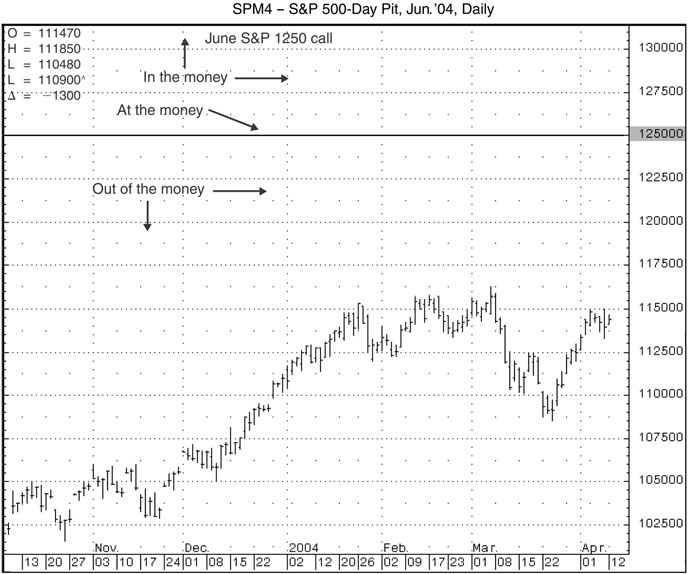 SPM4 – S&P 500-Day Pit, Jun.'04, Daily
O = 111470
H = 111850
L = 110480
L = 110900^
Δ = −1300
June S&P 1250 call
In the money
At the money
Out of the money
130000
127500
125000
122500
120000
117500
115000
112500
110000
107500
105000
102500
Nov. Dec. 2004 Feb. Mar. Apr.
13 20 27 03 10 17 24 01 08 15 22 02 12 20 26 02 09 17 23 01 08 15 22 01 12